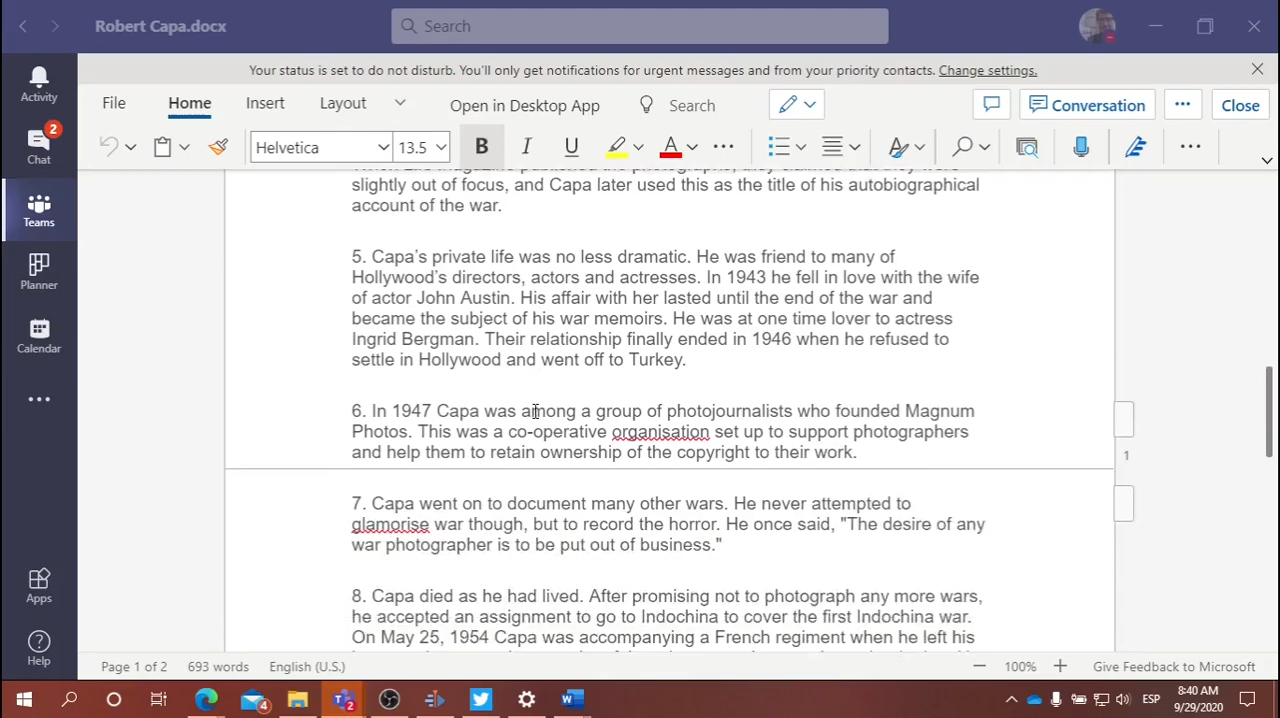 Robert Capa.docx
Search
Your status is set to do not disturb. You'll only get notifications for urgent messages and from your priority contacts. Change settings.
File Home Insert Layout Open in Desktop App Search Conversation Close
Helvetica 13.5 B I U A
Activity
2
Chat
Teams
Planner
Calendar
Apps
Help
When Life Magazine published the photographs, they claimed that they were
slightly out of focus, and Capa later used this as the title of his autobiographical
account of the war.
5. Capa’s private life was no less dramatic. He was friend to many of
Hollywood’s directors, actors and actresses. In 1943 he fell in love with the wife
of actor John Austin. His affair with her lasted until the end of the war and
became the subject of his war memoirs. He was at one time lover to actress
Ingrid Bergman. Their relationship finally ended in 1946 when he refused to
settle in Hollywood and went off to Turkey.
6. In 1947 Capa was among a group of photojournalists who founded Magnum
Photos. This was a co-operative organisation set up to support photographers
and help them to retain ownership of the copyright to their work.
1
7. Capa went on to document many other wars. He never attempted to
glamorise war though, but to record the horror. He once said, "The desire of any
war photographer is to be put out of business."
8. Capa died as he had lived. After promising not to photograph any more wars,
he accepted an assignment to go to Indochina to cover the first Indochina war.
On May 25, 1954 Capa was accompanying a French regiment when he left his
Page 1 of 2 693 words English (U.S.) 100% Give Feedback to Microsoft
4
2
ESP
8:40 AM
9/29/2020